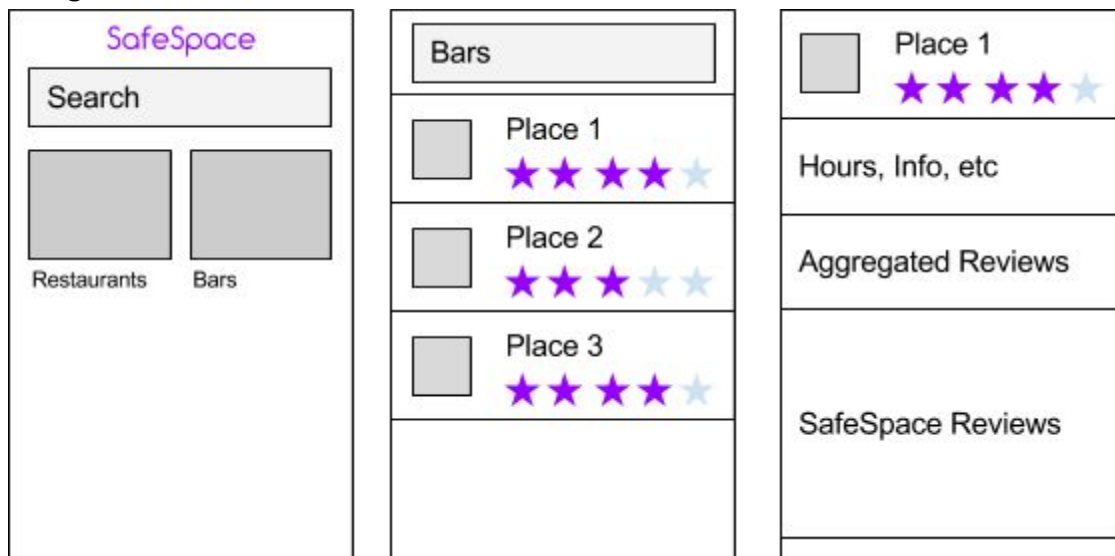 SafeSpace
Search
Restaurants
Bars
Bars
Place 1
Place 2
Place 3
Place 1
Hours, Info, etc
Aggregated Reviews
SafeSpace Reviews